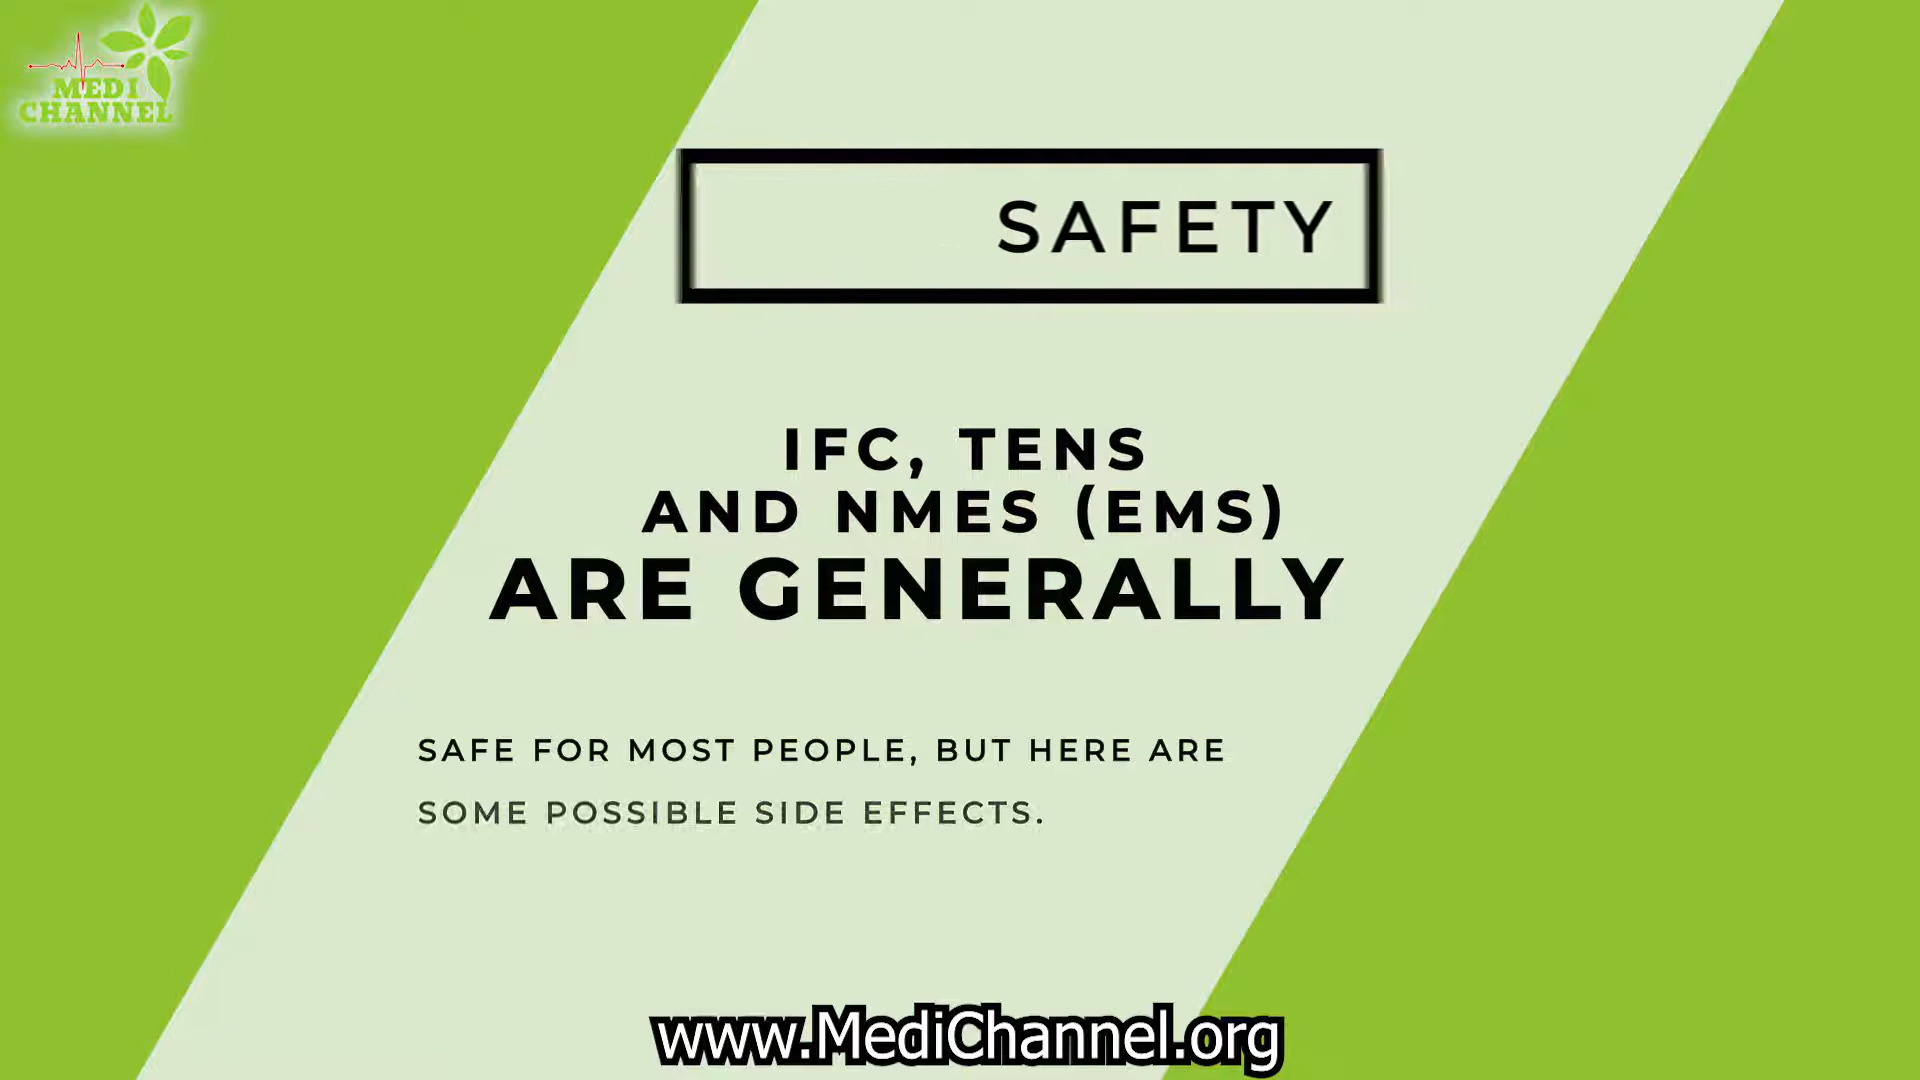 MEDI
CHANNEL
SAFETY
IFC, TENS
AND NMES (EMS)
ARE GENERALLY
SAFE FOR MOST PEOPLE, BUT HERE ARE
SOME POSSIBLE SIDE EFFECTS.
www.MediChannel.org